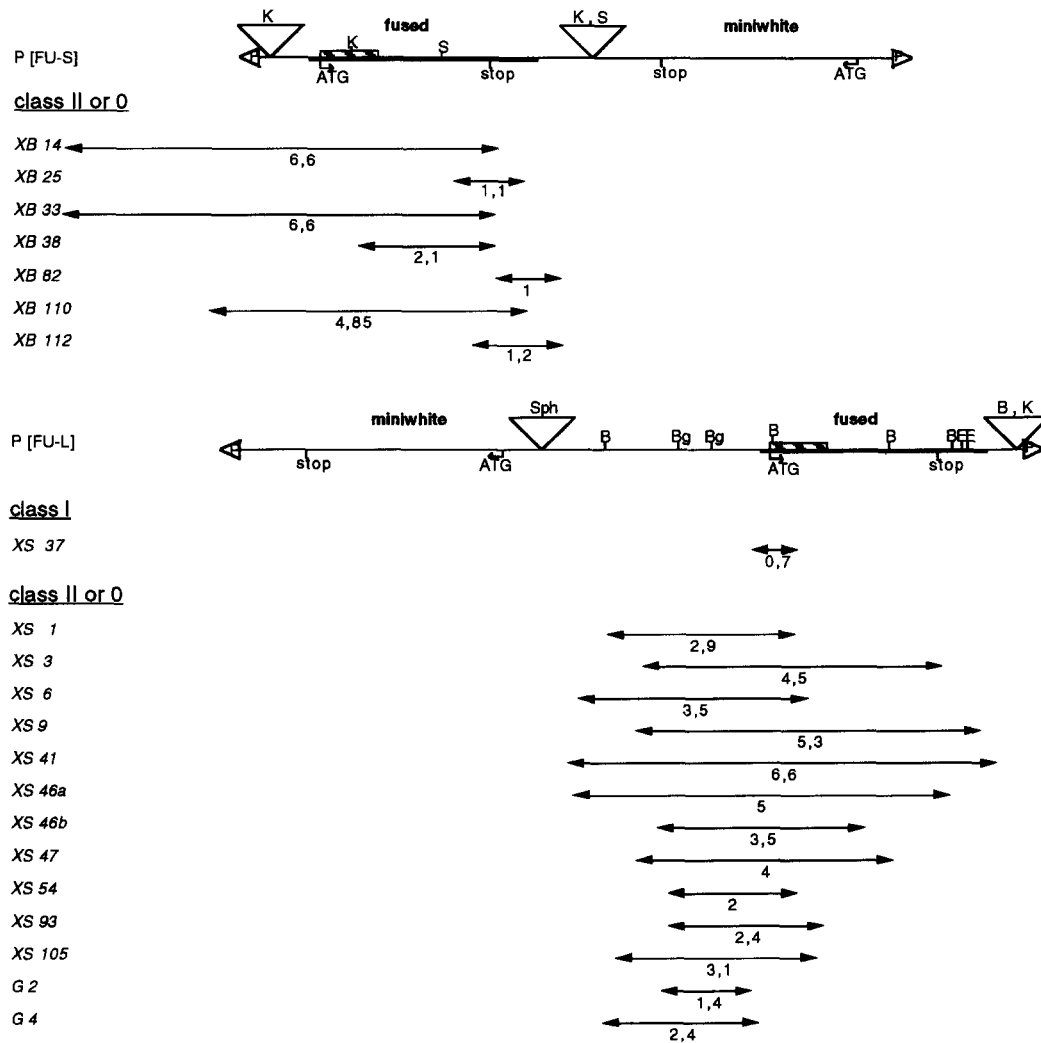 K fused K , S miniwhite
P [FU-S] P K S P
ATG stop stop ATG
class II or 0
XB 14
6,6
XB 25
1,1
XB 33
6,6
XB 38
2,1
XB 82
1
XB 110
4,85
XB 112
1,2
miniwhite Sph fused B , K
P [FU-L] P B Bg Bg B B B E E P
stop ATG ATG stop
class I
XS 37
0,7
class II or 0
XS 1
2,9
XS 3
4,5
XS 6
3,5
XS 9
5,3
XS 41
6,6
XS 46a
5
XS 46b
3,5
XS 47
4
XS 54
2
XS 93
2,4
XS 105
3,1
G 2
1,4
G 4
2,4